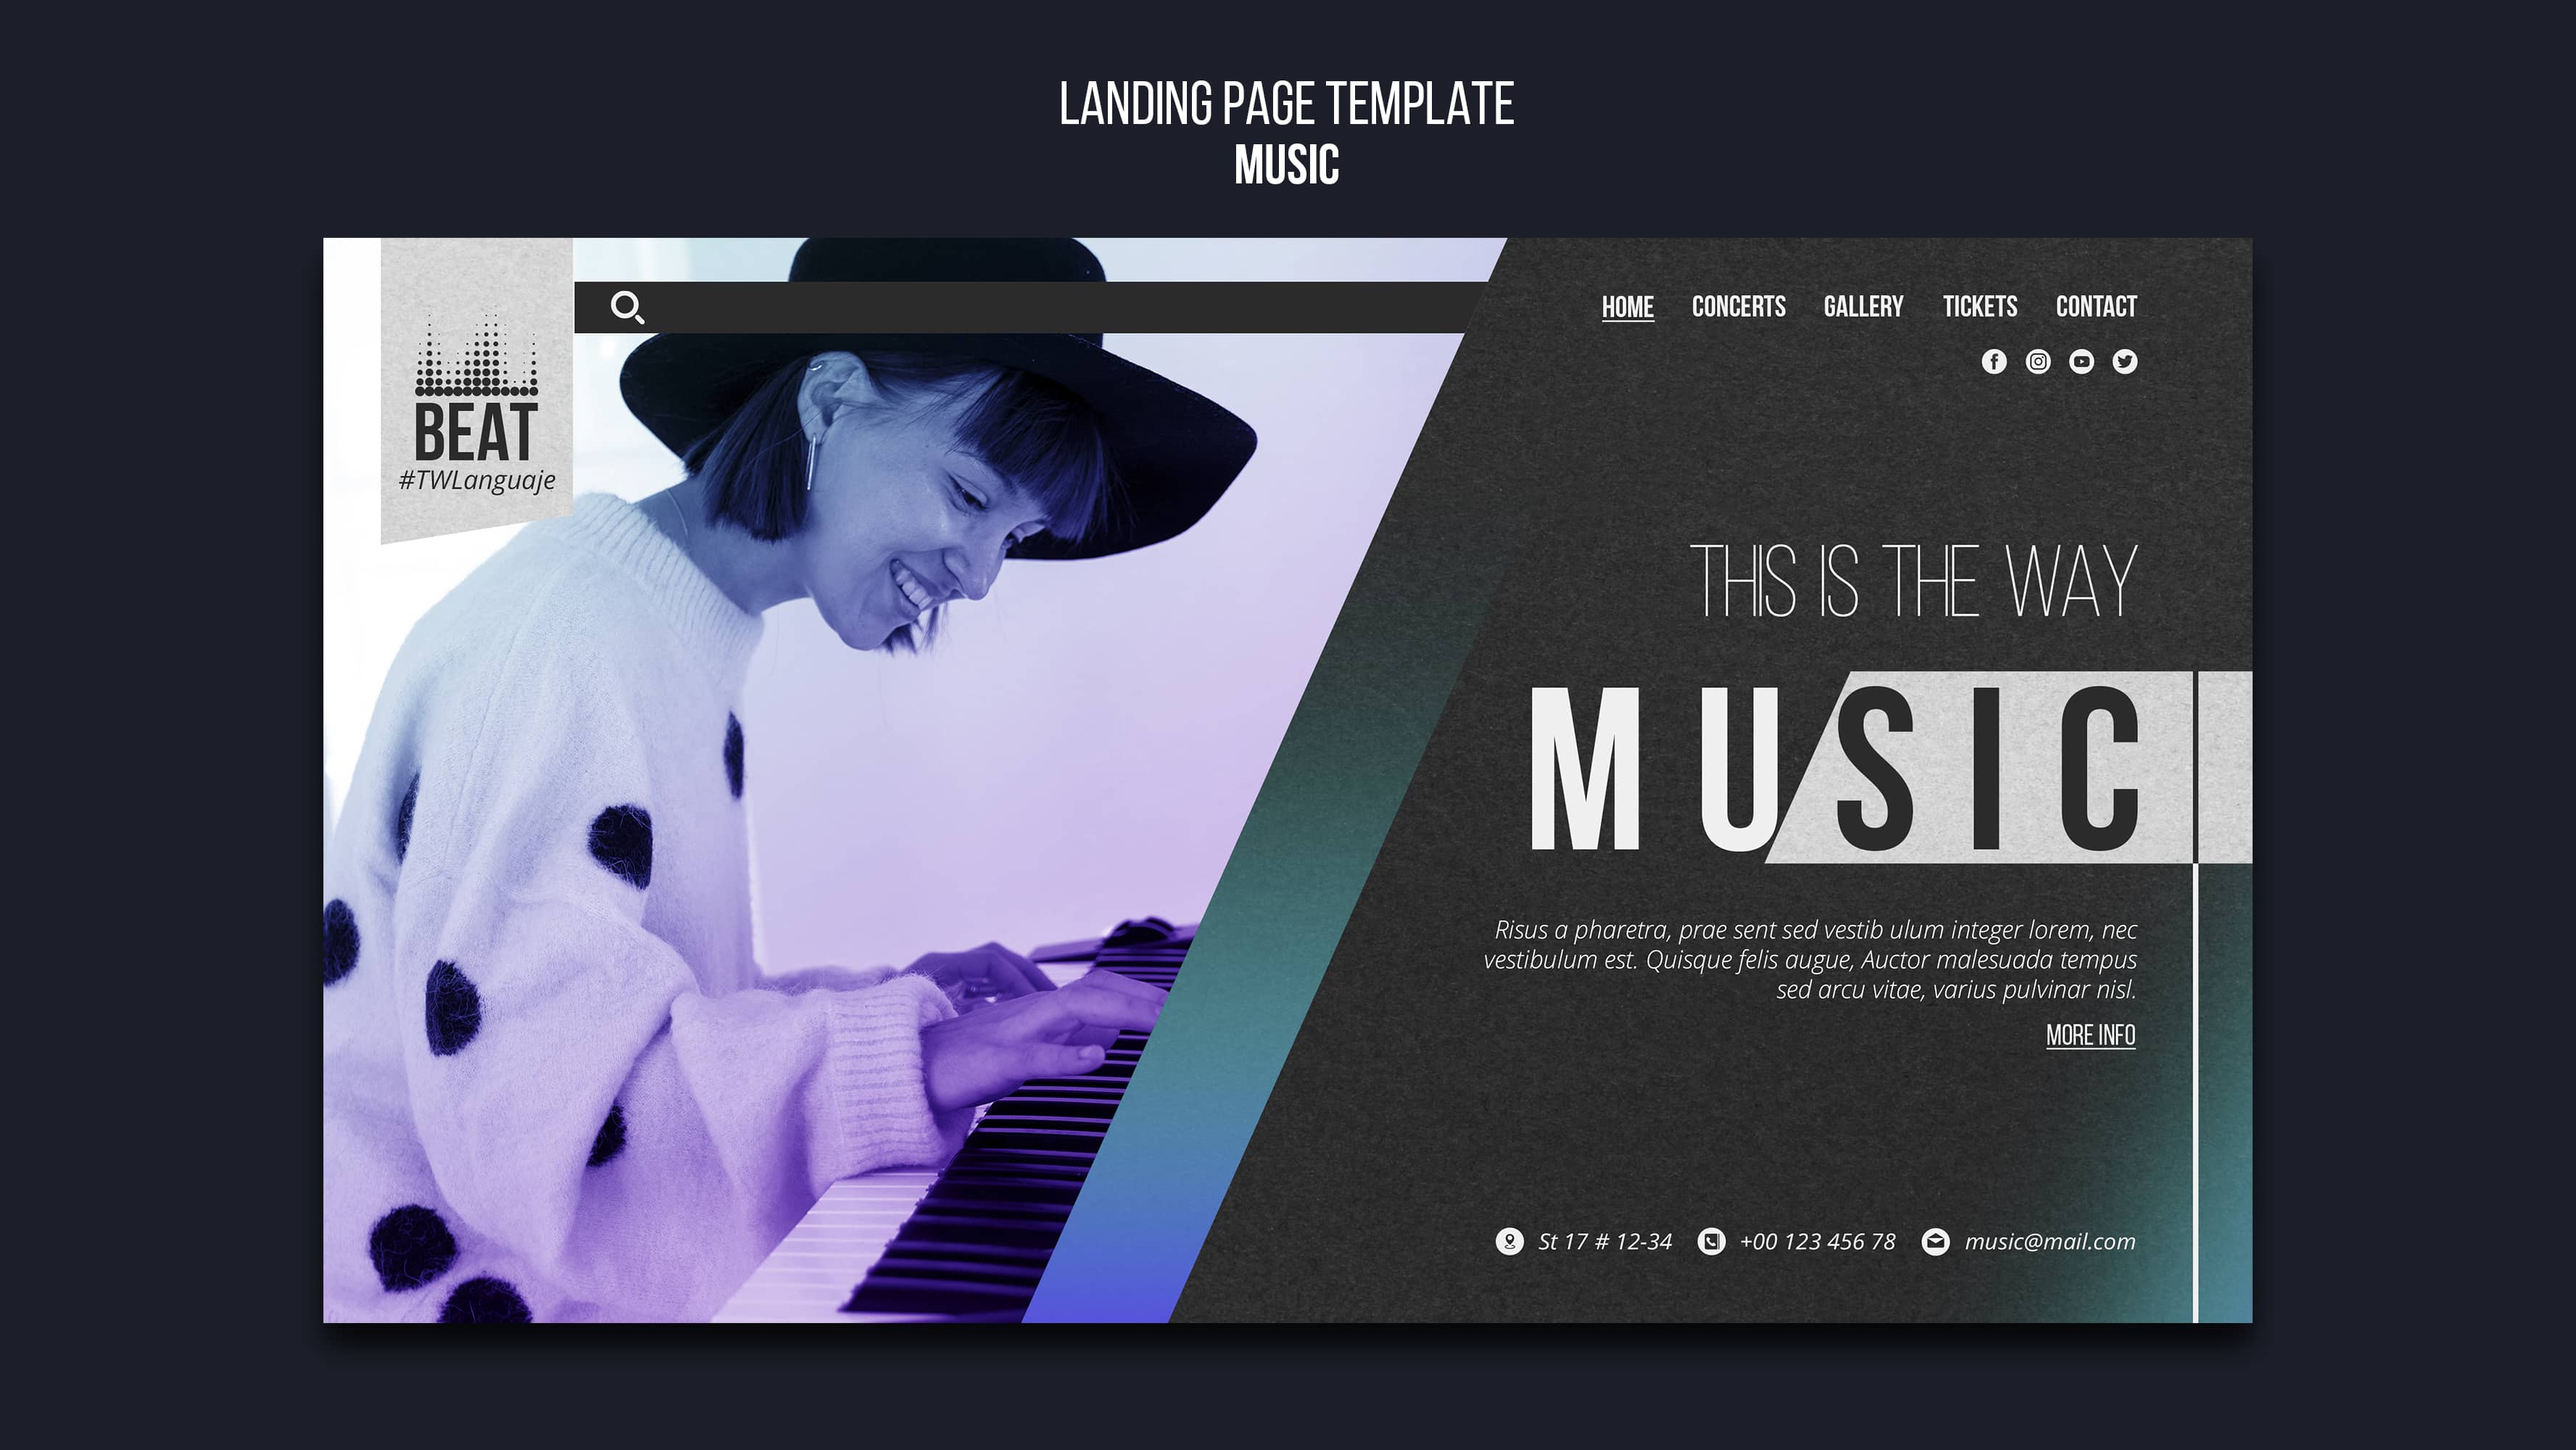 LANDING PAGE TEMPLATE
MUSIC
BEAT
#TWLanguaje
HOME CONCERTS GALLERY TICKETS CONTACT
THIS IS THE WAY
MUSIC
Risus a pharetra, prae sent sed vestib ulum integer lorem, nec
vestibulum est. Quisque felis augue, Auctor malesuada tempus
sed arcu vitae, varius pulvinar nisl.
MORE INFO
St 17 # 12-34 +00 123 456 78 music@mail.com